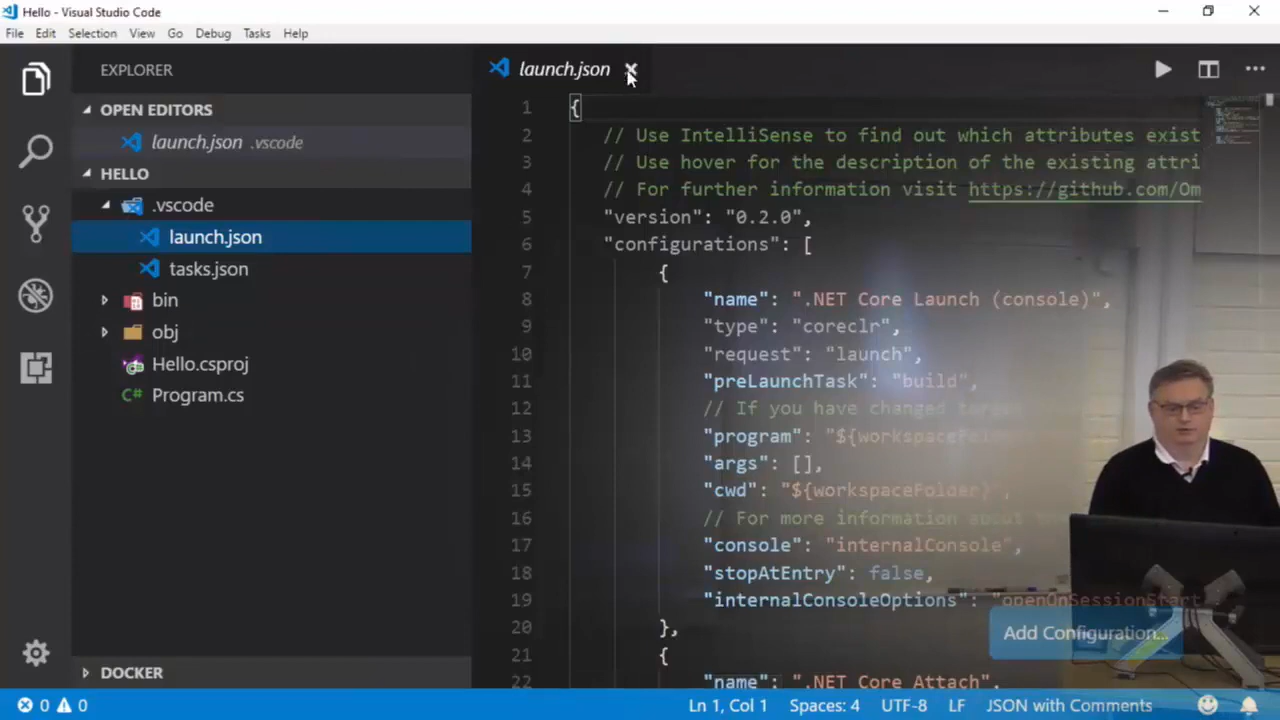 Hello - Visual Studio Code
File Edit Selection View Go Debug Tasks Help
EXPLORER
OPEN EDITORS
launch.json .vscode
HELLO
.vscode
launch.json
tasks.json
bin
obj
Hello.csproj
C# Program.cs
DOCKER
launch.json
1 {
2 // Use IntelliSense to find out which attributes exist
3 // Use hover for the description of the existing attri
4 // For further information visit https://github.com/Om
5 "version": "0.2.0",
6 "configurations": [
7 {
8 "name": ".NET Core Launch (console)",
9 "type": "coreclr",
10 "request": "launch",
11 "preLaunchTask": "build",
12 // If you have changed
13 "program": "${workspaceFolder
14 "args": [],
15 "cwd": "${workspaceFolder}",
16 // For more information about
17 "console": "internalConsole",
18 "stopAtEntry": false,
19 "internalConsoleOptions": "openOnSessionStart
20 },
21 {
22 "name": ".NET Core Attach",
Add Configuration...
0 0 Ln 1, Col 1 Spaces: 4 UTF-8 LF JSON with Comments